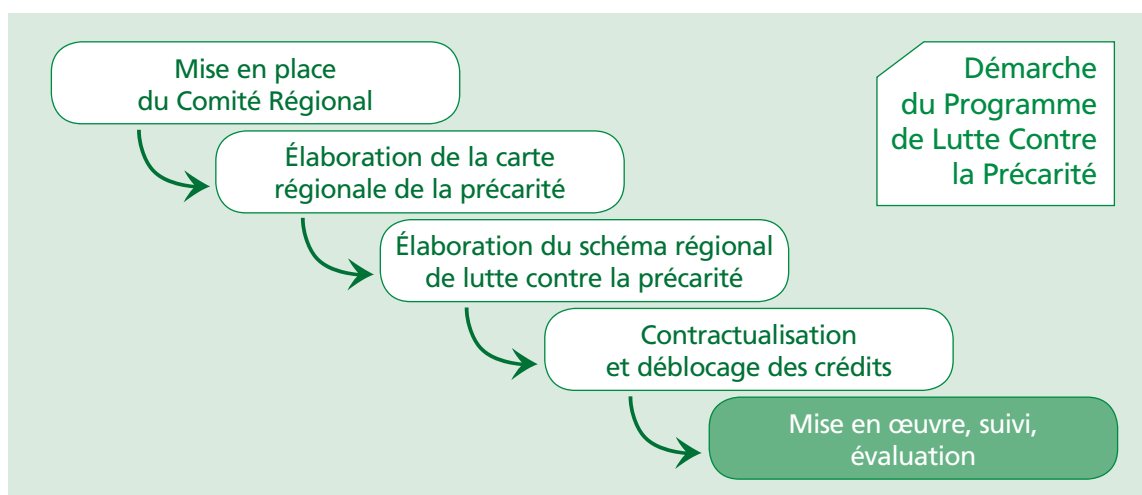 Mise en place
du Comité Régional
Élaboration de la carte
régionale de la précarité
Élaboration du schéma régional
de lutte contre la précarité
Contractualisation
et déblocage des crédits
Mise en œuvre, suivi,
évaluation
Démarche
du Programme
de Lutte Contre
la Précarité